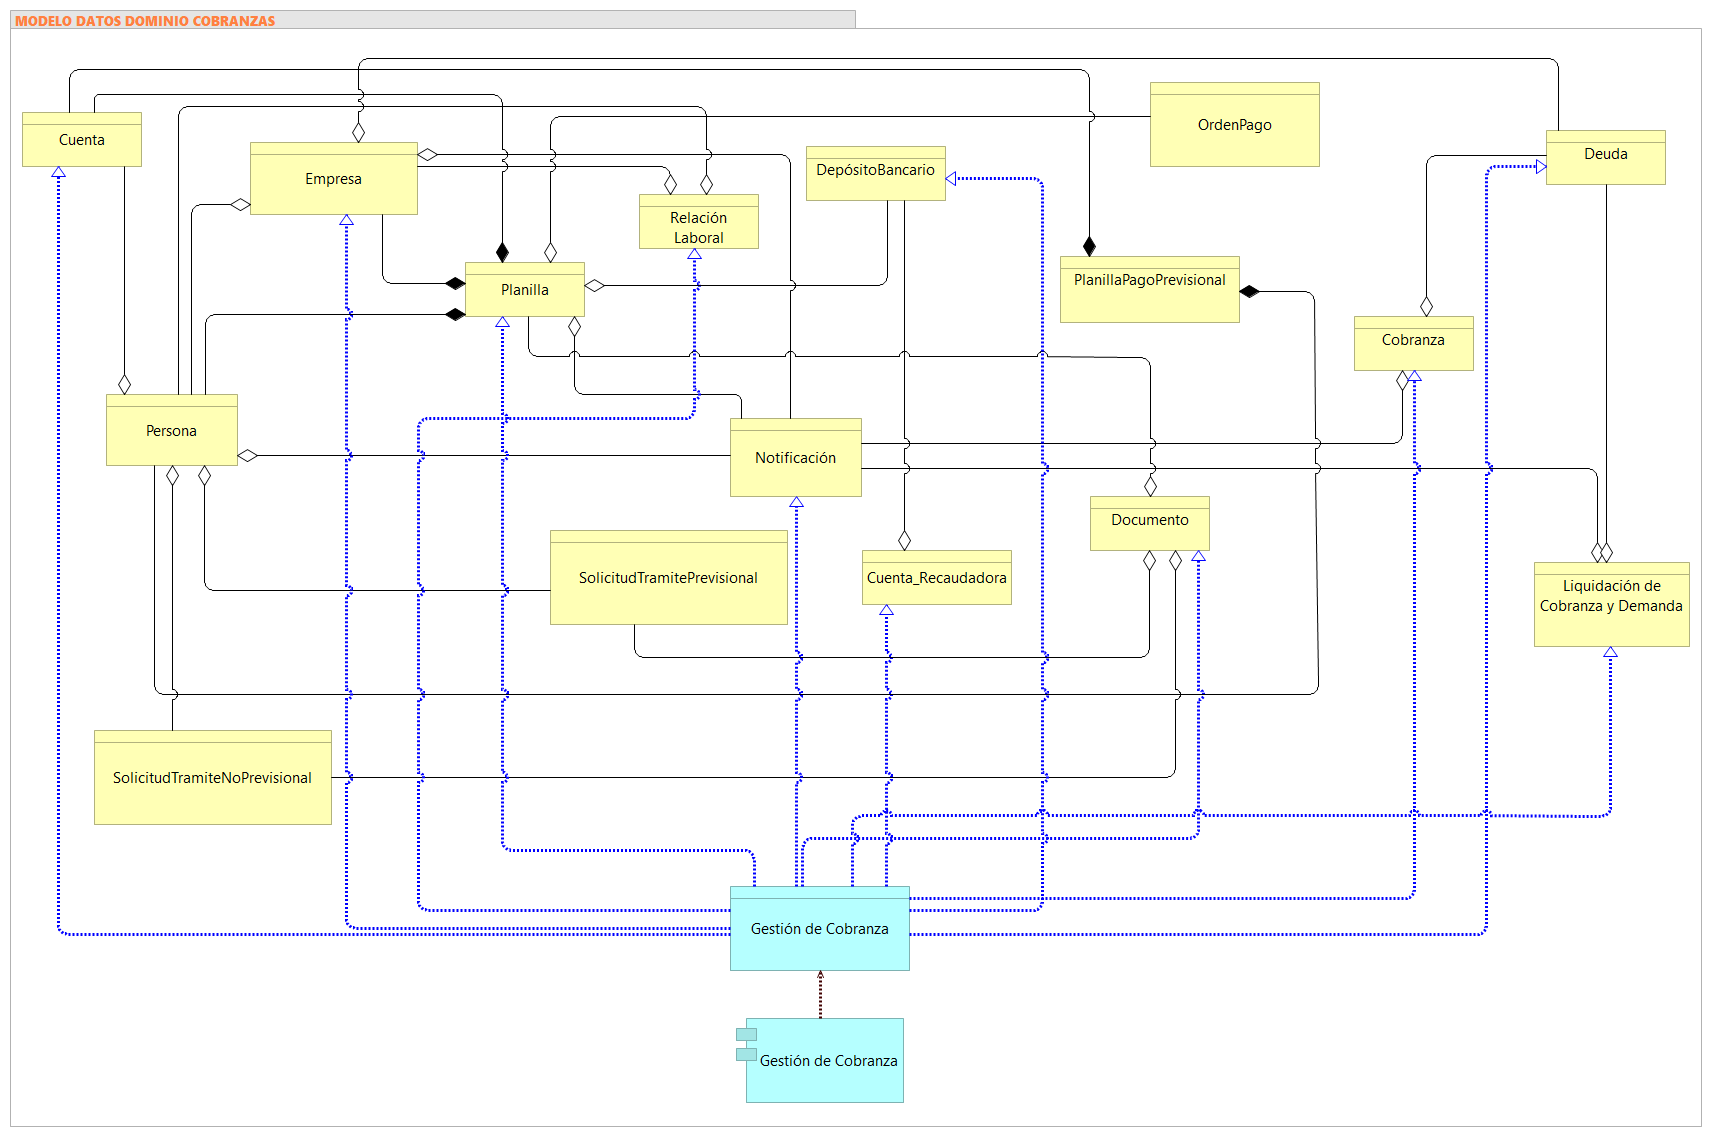 MODELO DATOS DOMINIO COBRANZAS
Cuenta
Empresa
OrdenPago
DepósitoBancario
Deuda
Relación
Laboral
Planilla
PlanillaPagoPrevisional
Cobranza
Persona
Notificación
Documento
SolicitudTramitePrevisional
Cuenta_Recaudadora
Liquidación de
Cobranza y Demanda
SolicitudTramiteNoPrevisional
Gestión de Cobranza
Gestión de Cobranza